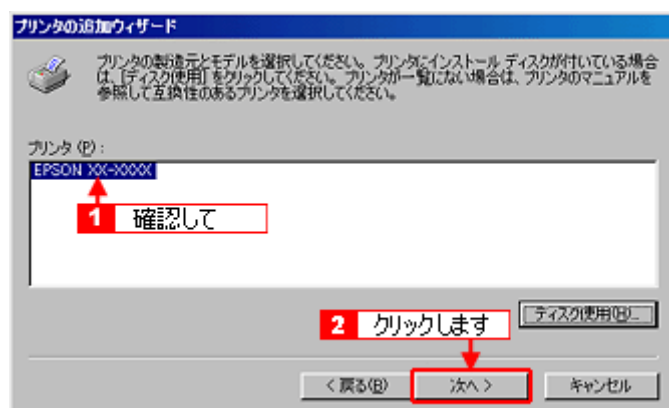 プリンタの追加ウィザード
プリンタの製造元とモデルを選択してください。プリンタにインストール ディスクが付いている場合
は、[ディスク使用] をクリックしてください。プリンタが一覧にない場合は、プリンタのマニュアルを
参照して互換性のあるプリンタを選択してください。
プリンタ (P) :
EPSON XX-XXXX
1 確認して
ディスク使用(H)...
2 クリックします
< 戻る(B)
次へ >
キャンセル